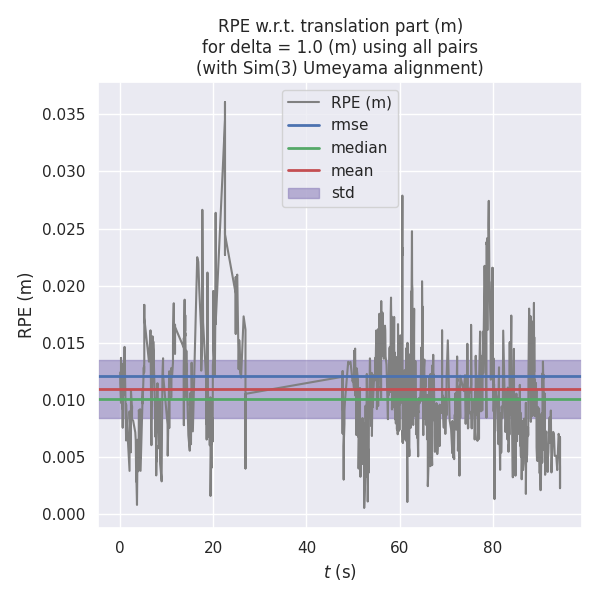 RPE w.r.t. translation part (m)
for delta = 1.0 (m) using all pairs
(with Sim(3) Umeyama alignment)
RPE (m)
rmse
median
mean
std
0.035
0.030
0.025
0.020
0.015
0.010
0.005
0.000
RPE (m)
0
20
40
60
80
t (s)